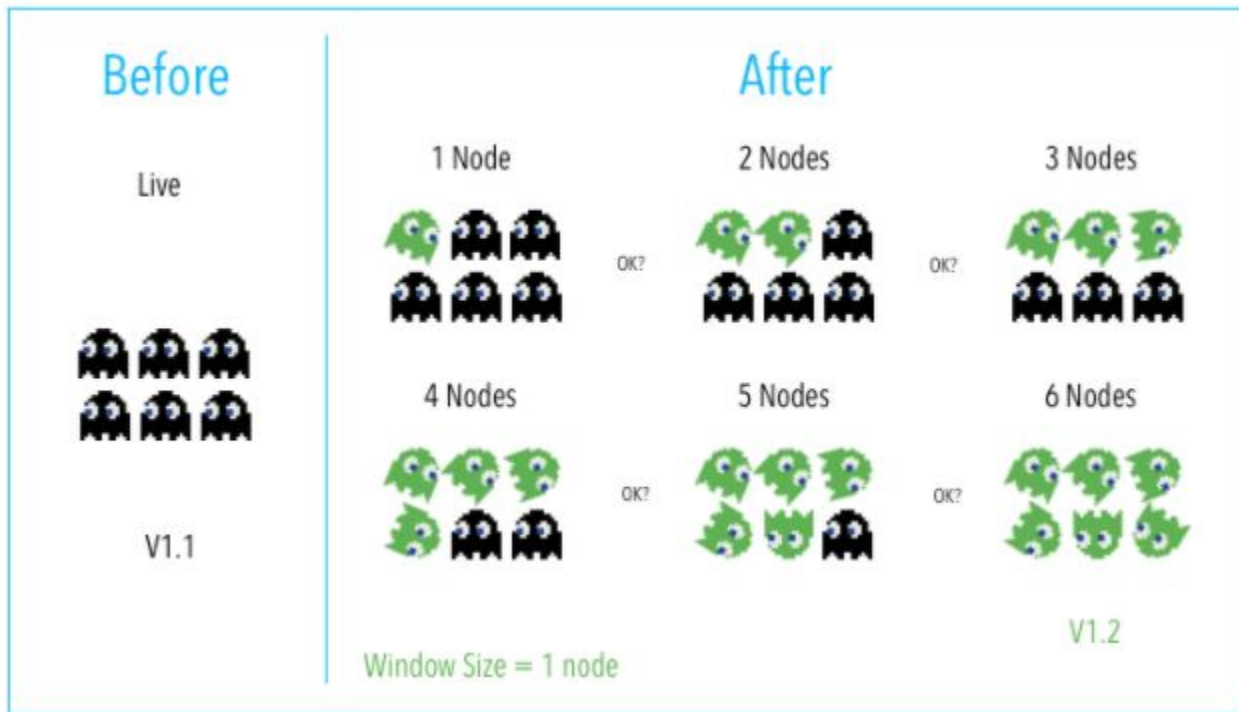 Before
Live
V1.1
After
1 Node
OK?
2 Nodes
OK?
3 Nodes
4 Nodes
OK?
5 Nodes
OK?
6 Nodes
V1.2
Window Size = 1 node